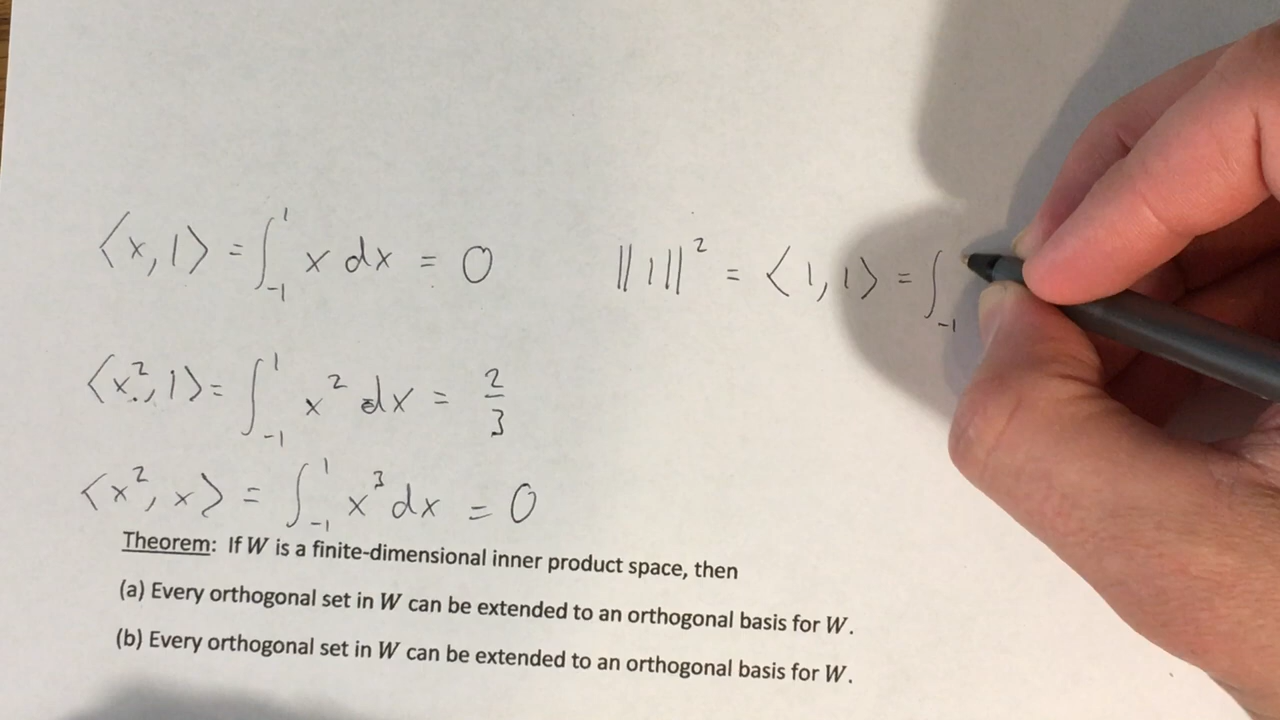 ⟨x, 1⟩ = ∫₋₁¹ x dx = 0
‖1‖² = ⟨1, 1⟩ = ∫₋₁
⟨x², 1⟩ = ∫₋₁¹ x² dx = 2/3
⟨x², x⟩ = ∫₋₁¹ x³ dx = 0
Theorem: If W is a finite-dimensional inner product space, then
(a) Every orthogonal set in W can be extended to an orthogonal basis for W.
(b) Every orthogonal set in W can be extended to an orthogonal basis for W.